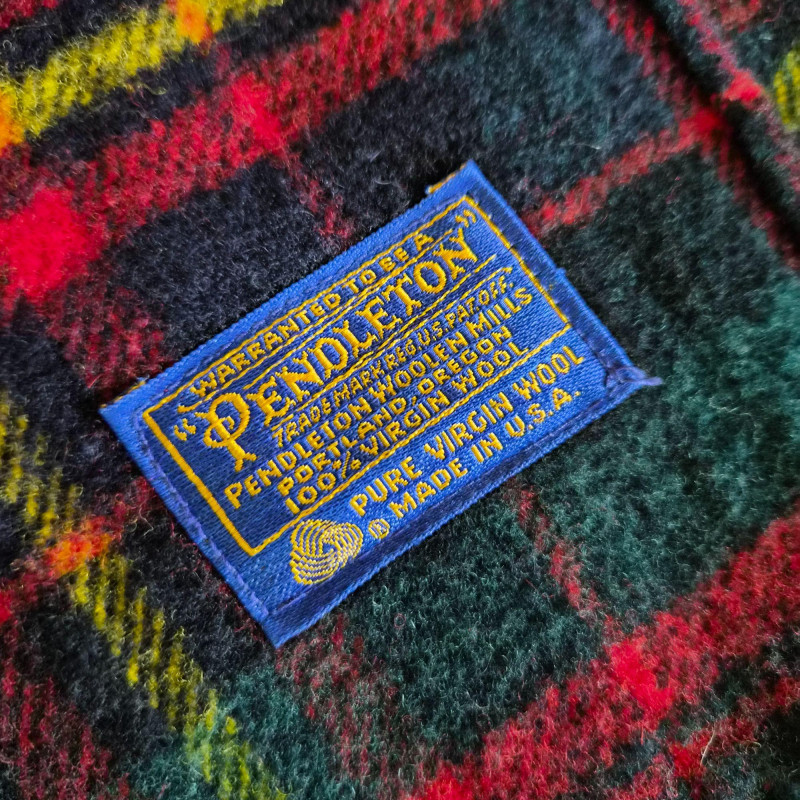 WARRANTED TO BE A
"PENDLETON"
TRADE MARK REG U.S. PAT. OFF.
PENDLETON WOOLEN MILLS
PORTLAND, OREGON
100% VIRGIN WOOL
PURE VIRGIN WOOL
® MADE IN U.S.A.